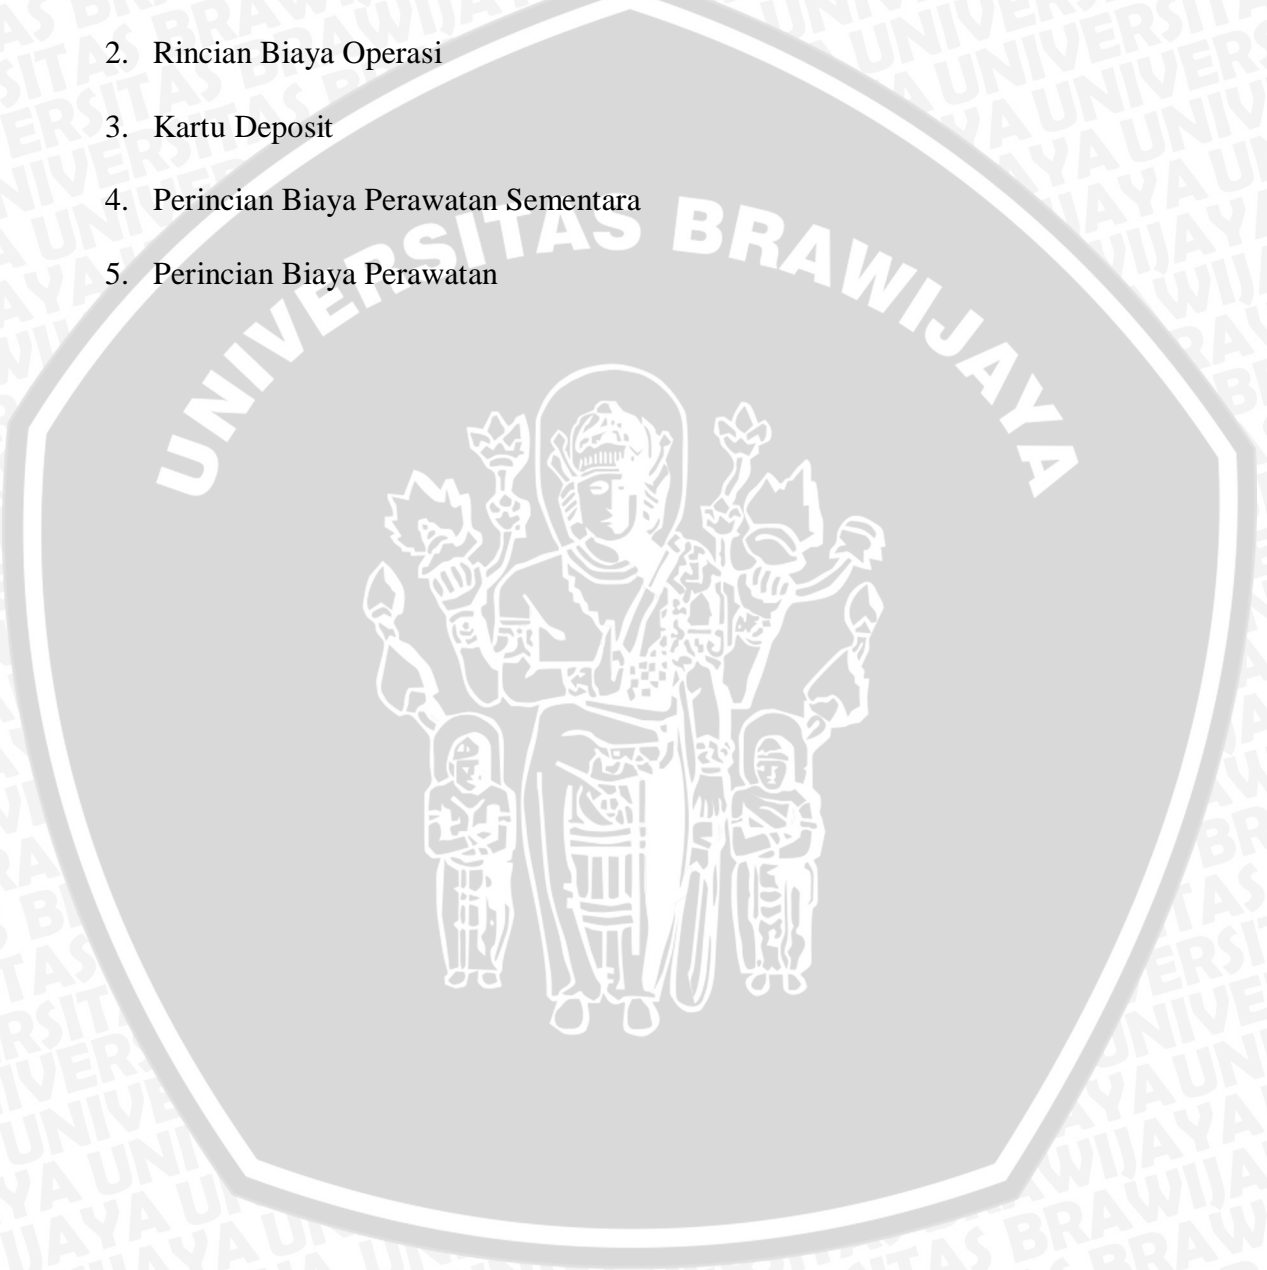 2. Rincian Biaya Operasi
3. Kartu Deposit
4. Perincian Biaya Perawatan Sementara
5. Perincian Biaya Perawatan
UNIVERSITAS BRAWIJAYA